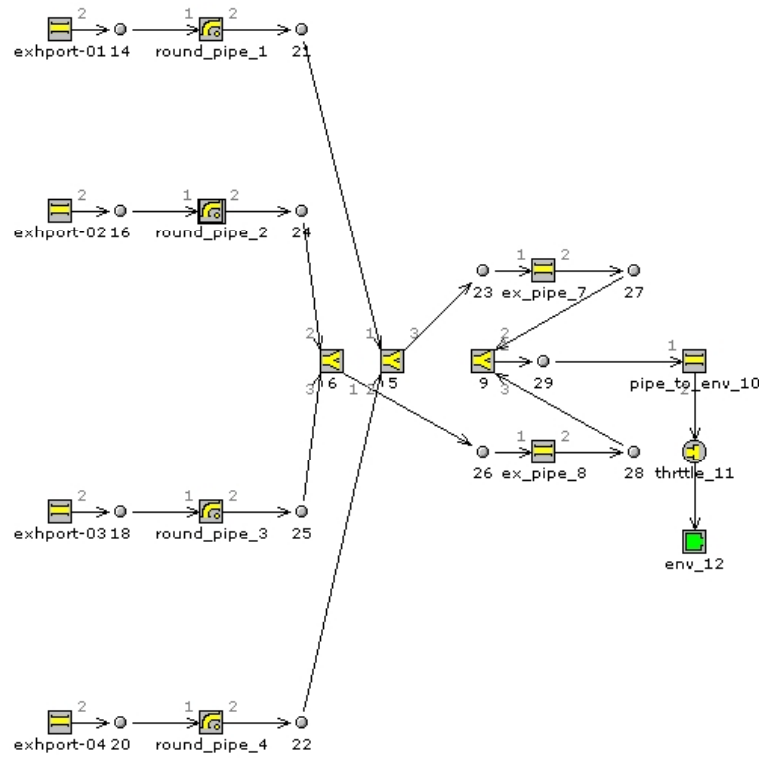 2 1 2
exhport-01 14 round_pipe_1 21
2 1 2
exhport-02 16 round_pipe_2 24
1 2
23 ex_pipe_7 27
2 1 3 2 1
6 5 9 29 pipe_to_env_10
3 1 2 3 2
1 2
26 ex_pipe_8 28 thrttle_11
2 1 2
exhport-03 18 round_pipe_3 25
env_12
2 1 2
exhport-04 20 round_pipe_4 22